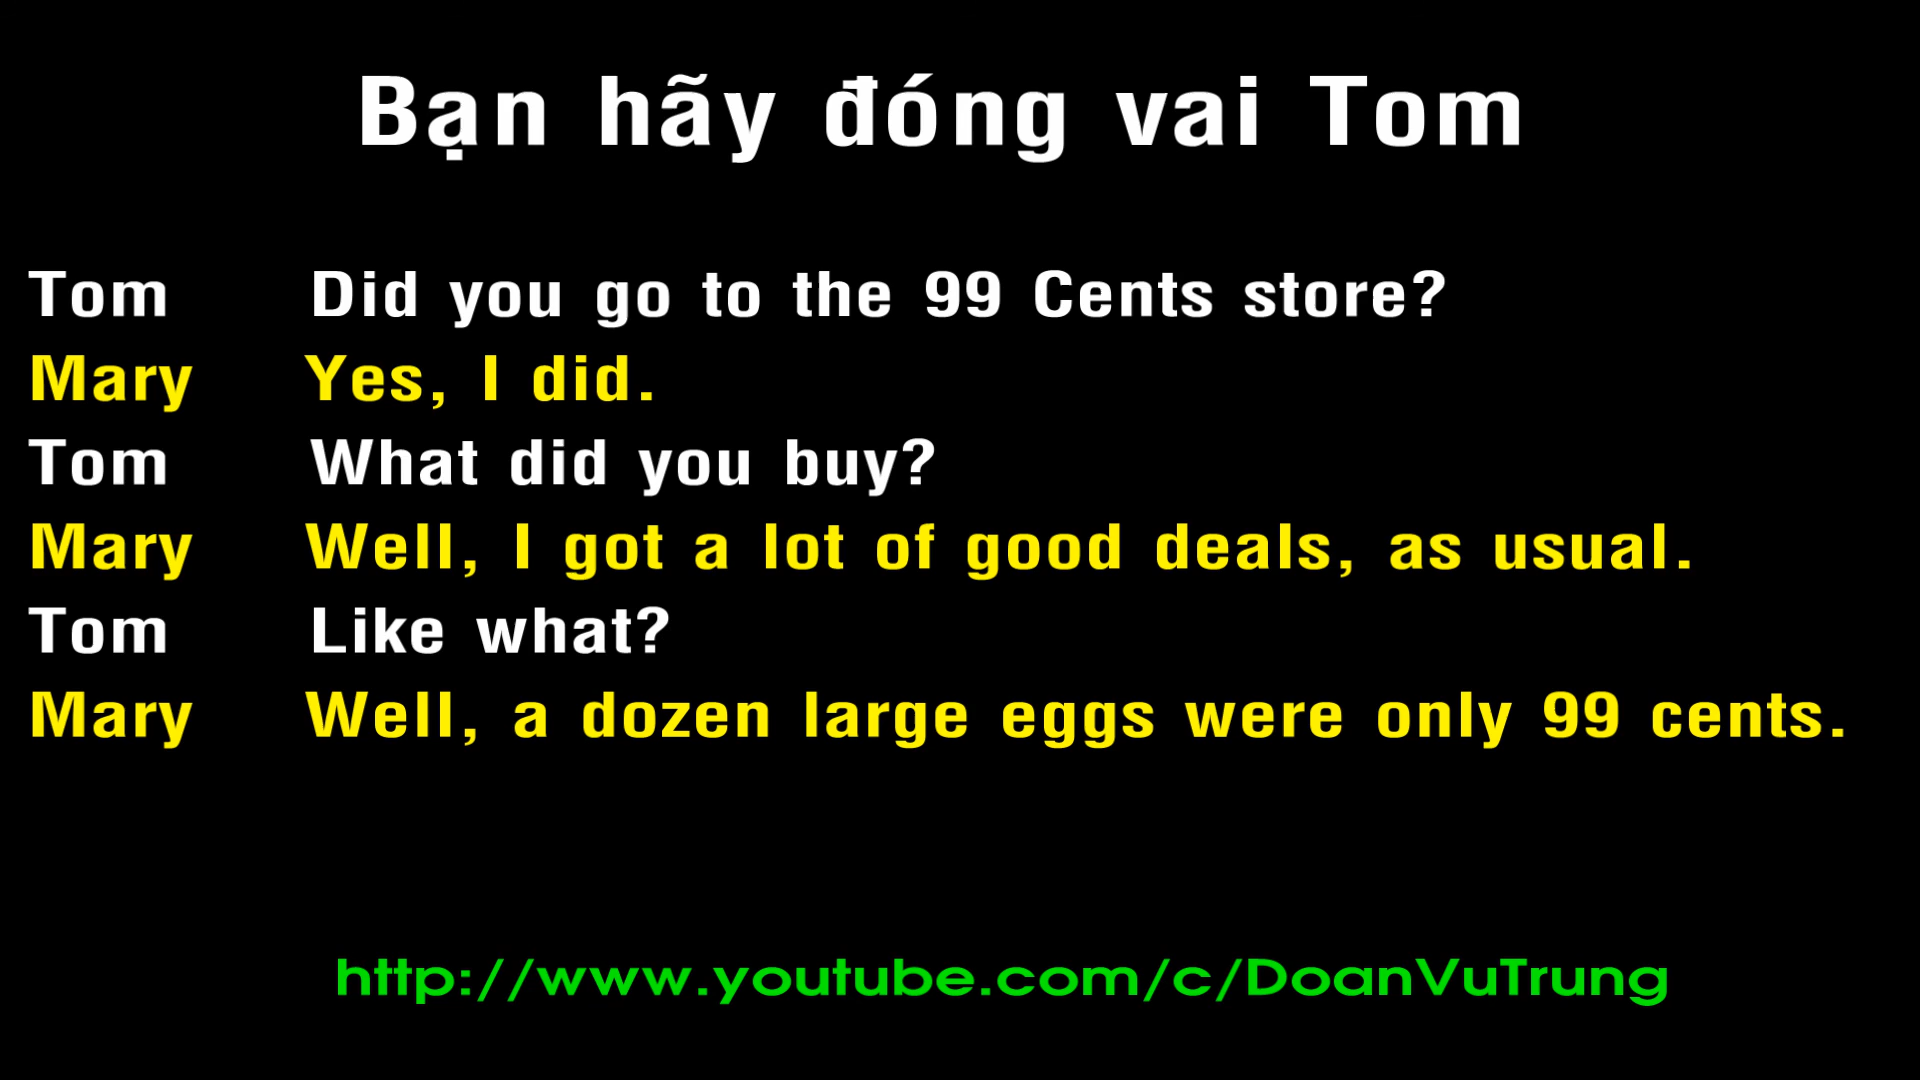 Bạn hãy đóng vai Tom
Tom Did you go to the 99 Cents store?
Mary Yes, I did.
Tom What did you buy?
Mary Well, I got a lot of good deals, as usual.
Tom Like what?
Mary Well, a dozen large eggs were only 99 cents.
http://www.youtube.com/c/DoanVuTrung